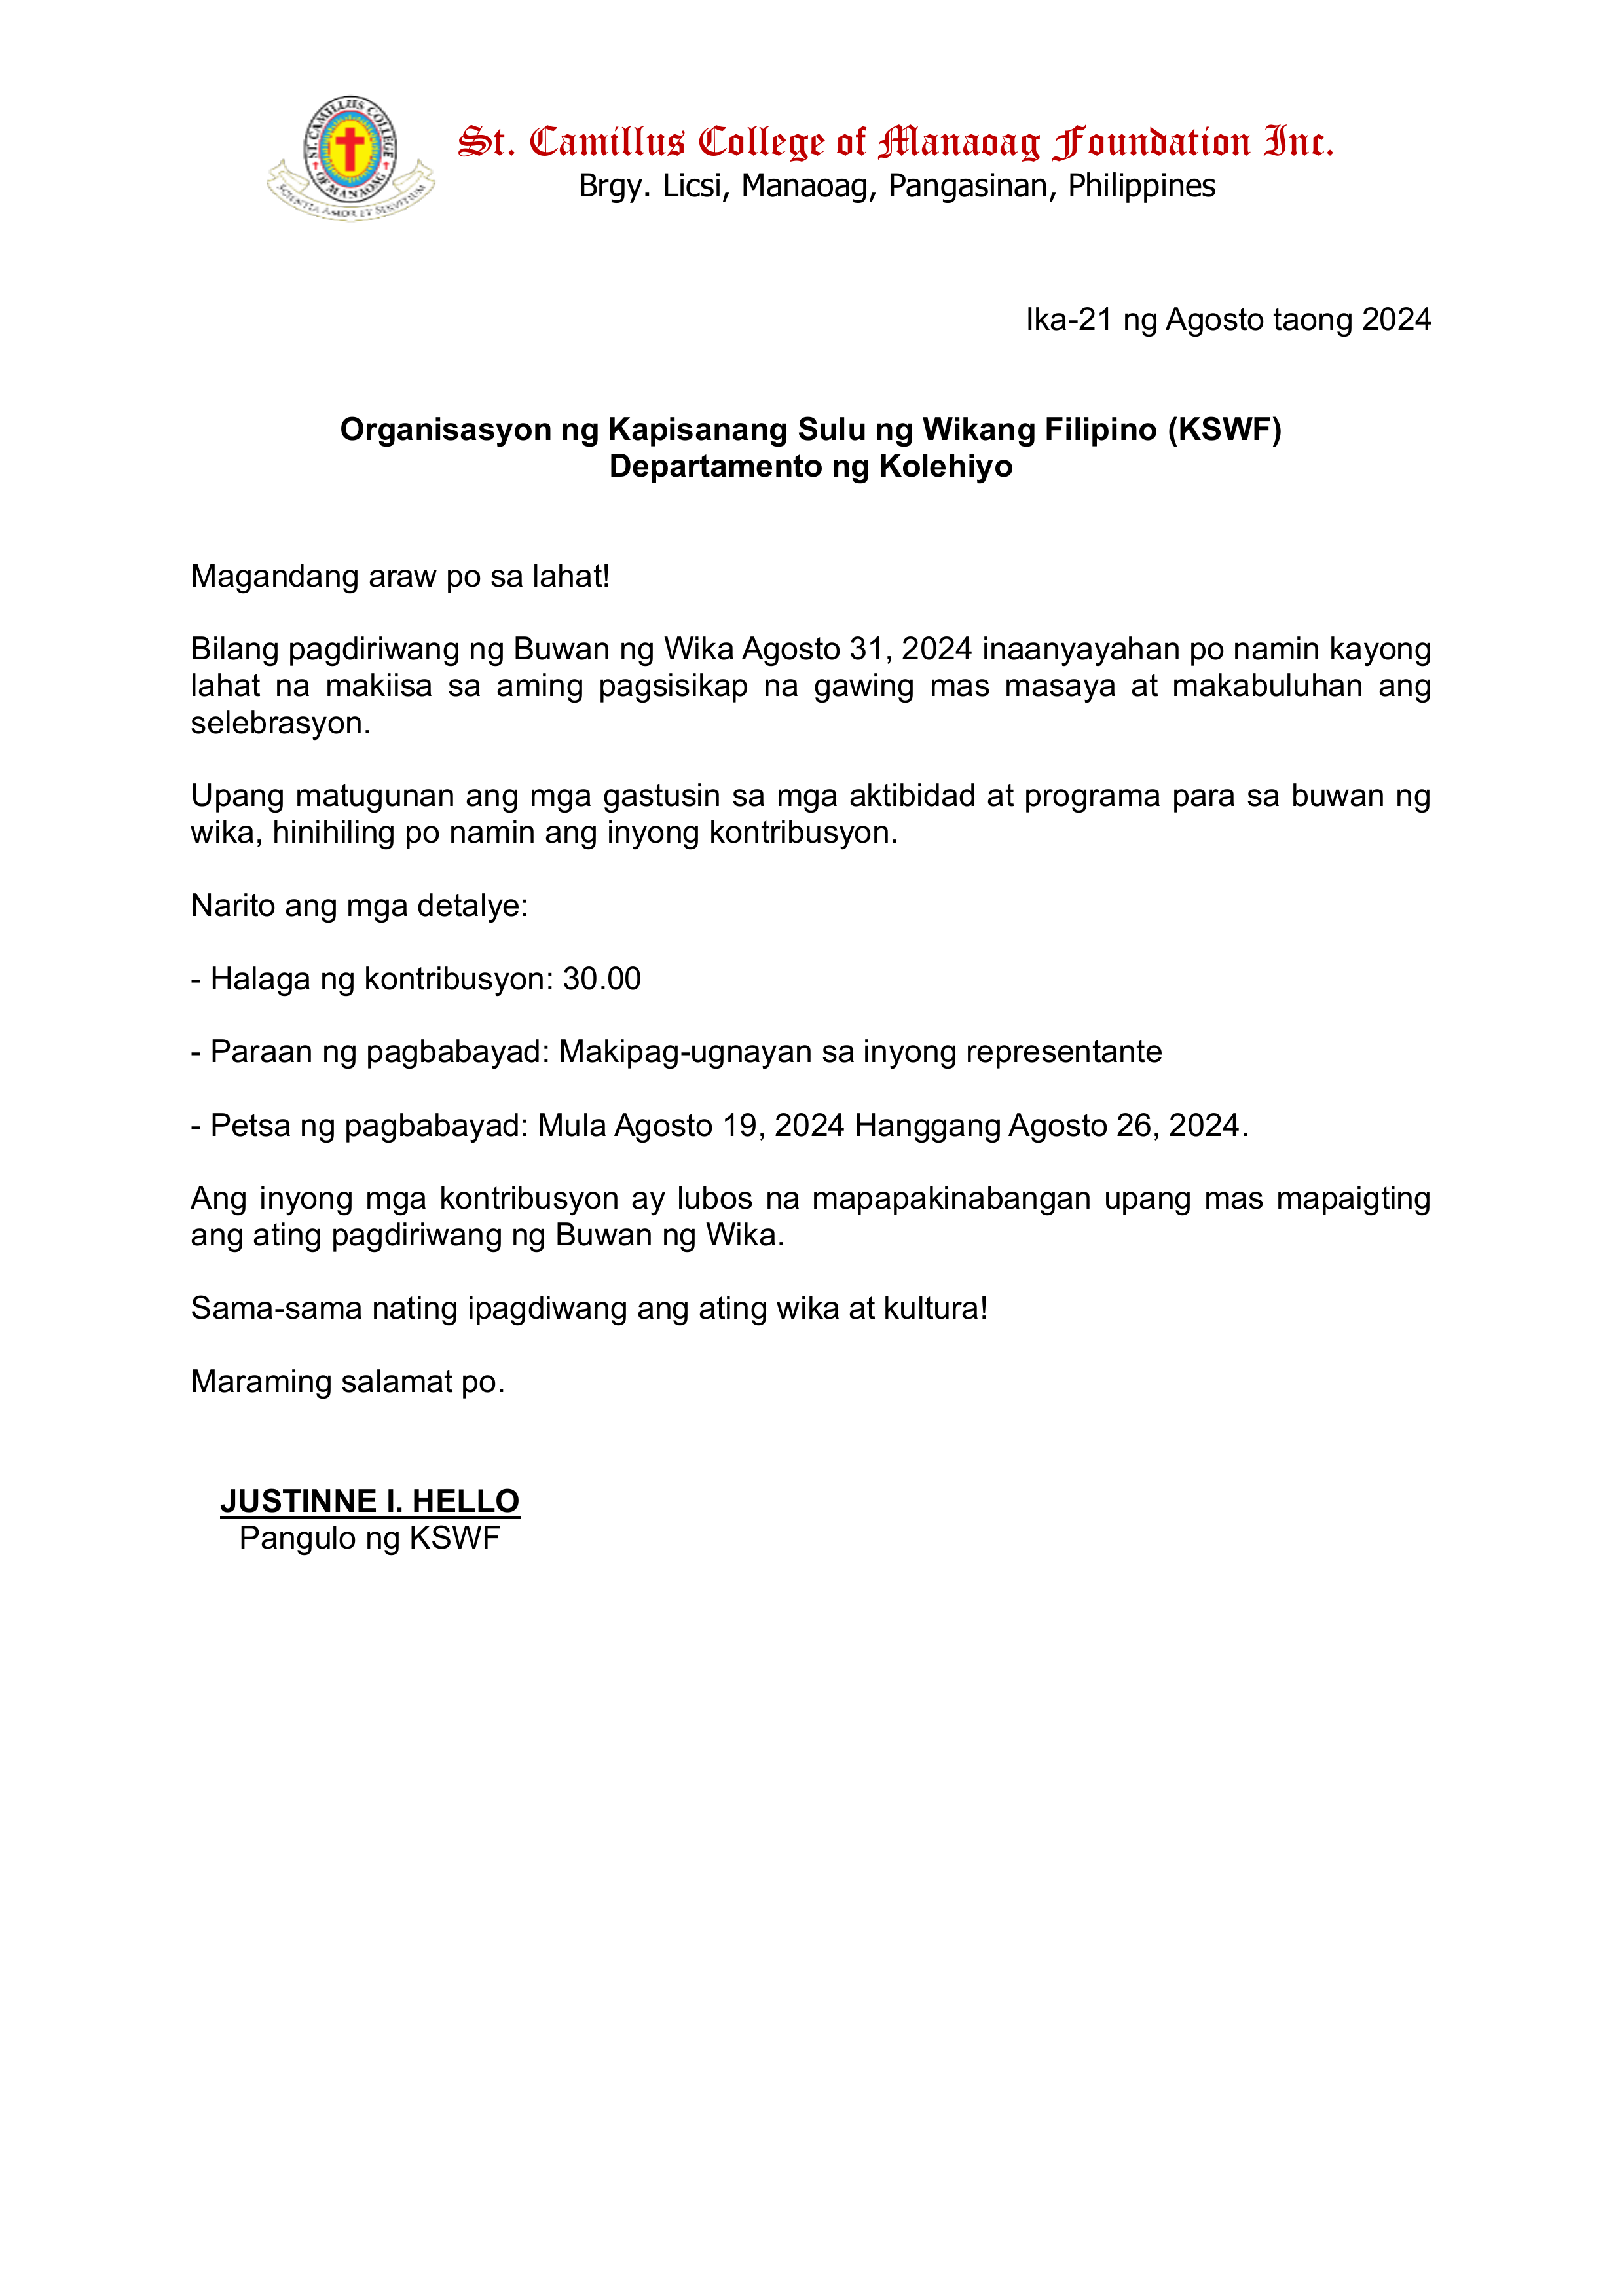 ST. CAMILLUS COLLEGE
OF MANAOAG
SCIENTIA AMOR ET SERVITIUM
St. Camillus College of Manaoag Foundation Inc.
Brgy. Licsi, Manaoag, Pangasinan, Philippines
Ika-21 ng Agosto taong 2024
Organisasyon ng Kapisanang Sulu ng Wikang Filipino (KSWF)
Departamento ng Kolehiyo
Magandang araw po sa lahat!
Bilang pagdiriwang ng Buwan ng Wika Agosto 31, 2024 inaanyayahan po namin kayong
lahat na makiisa sa aming pagsisikap na gawing mas masaya at makabuluhan ang
selebrasyon.
Upang matugunan ang mga gastusin sa mga aktibidad at programa para sa buwan ng
wika, hinihiling po namin ang inyong kontribusyon.
Narito ang mga detalye:
- Halaga ng kontribusyon: 30.00
- Paraan ng pagbabayad: Makipag-ugnayan sa inyong representante
- Petsa ng pagbabayad: Mula Agosto 19, 2024 Hanggang Agosto 26, 2024.
Ang inyong mga kontribusyon ay lubos na mapapakinabangan upang mas mapaigting
ang ating pagdiriwang ng Buwan ng Wika.
Sama-sama nating ipagdiwang ang ating wika at kultura!
Maraming salamat po.
JUSTINNE I. HELLO
Pangulo ng KSWF